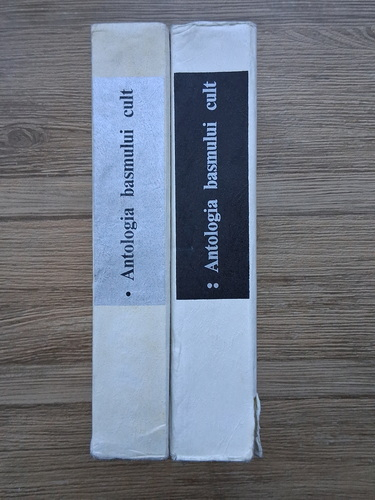 • Antologia basmului cult
•• Antologia basmului cult